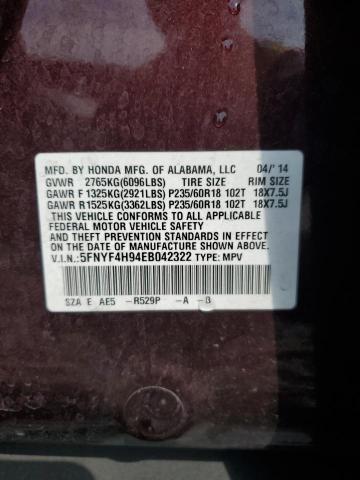 MFD. BY HONDA MFG. OF ALABAMA, LLC 04/'14
GVWR 2765KG(6096LBS) TIRE SIZE RIM SIZE
GAWR F 1325KG(2921LBS) P235/60R18 102T 18X7.5J
GAWR R 1525KG(3362LBS) P235/60R18 102T 18X7.5J
THIS VEHICLE CONFORMS TO ALL APPLICABLE
FEDERAL MOTOR VEHICLE SAFETY, BUMPER,
AND THEFT PREVENTION STANDARDS IN EFFECT
ON THE DATE OF MANUFACTURE SHOWN ABOVE.
V.I.N.: 5FNYF4H94EB042322 TYPE: MPV
SZA E AE5 -R529P -A -B